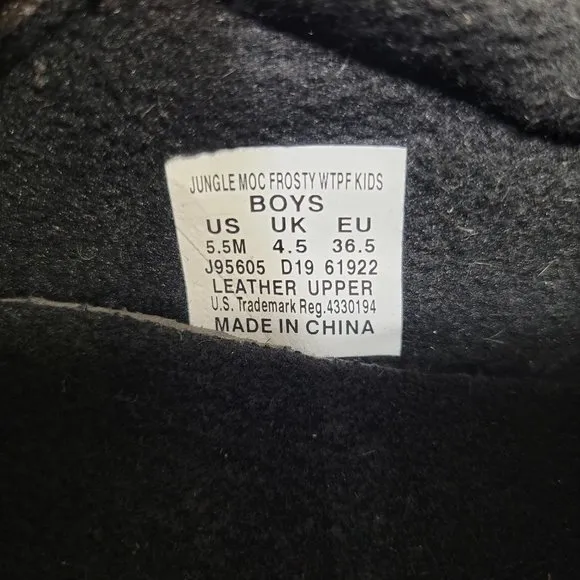 JUNGLE MOC FROSTY WTPF KIDS
BOYS
US UK EU
5.5M 4.5 36.5
J95605 D19 61922
LEATHER UPPER
U.S. Trademark Reg.4330194
MADE IN CHINA